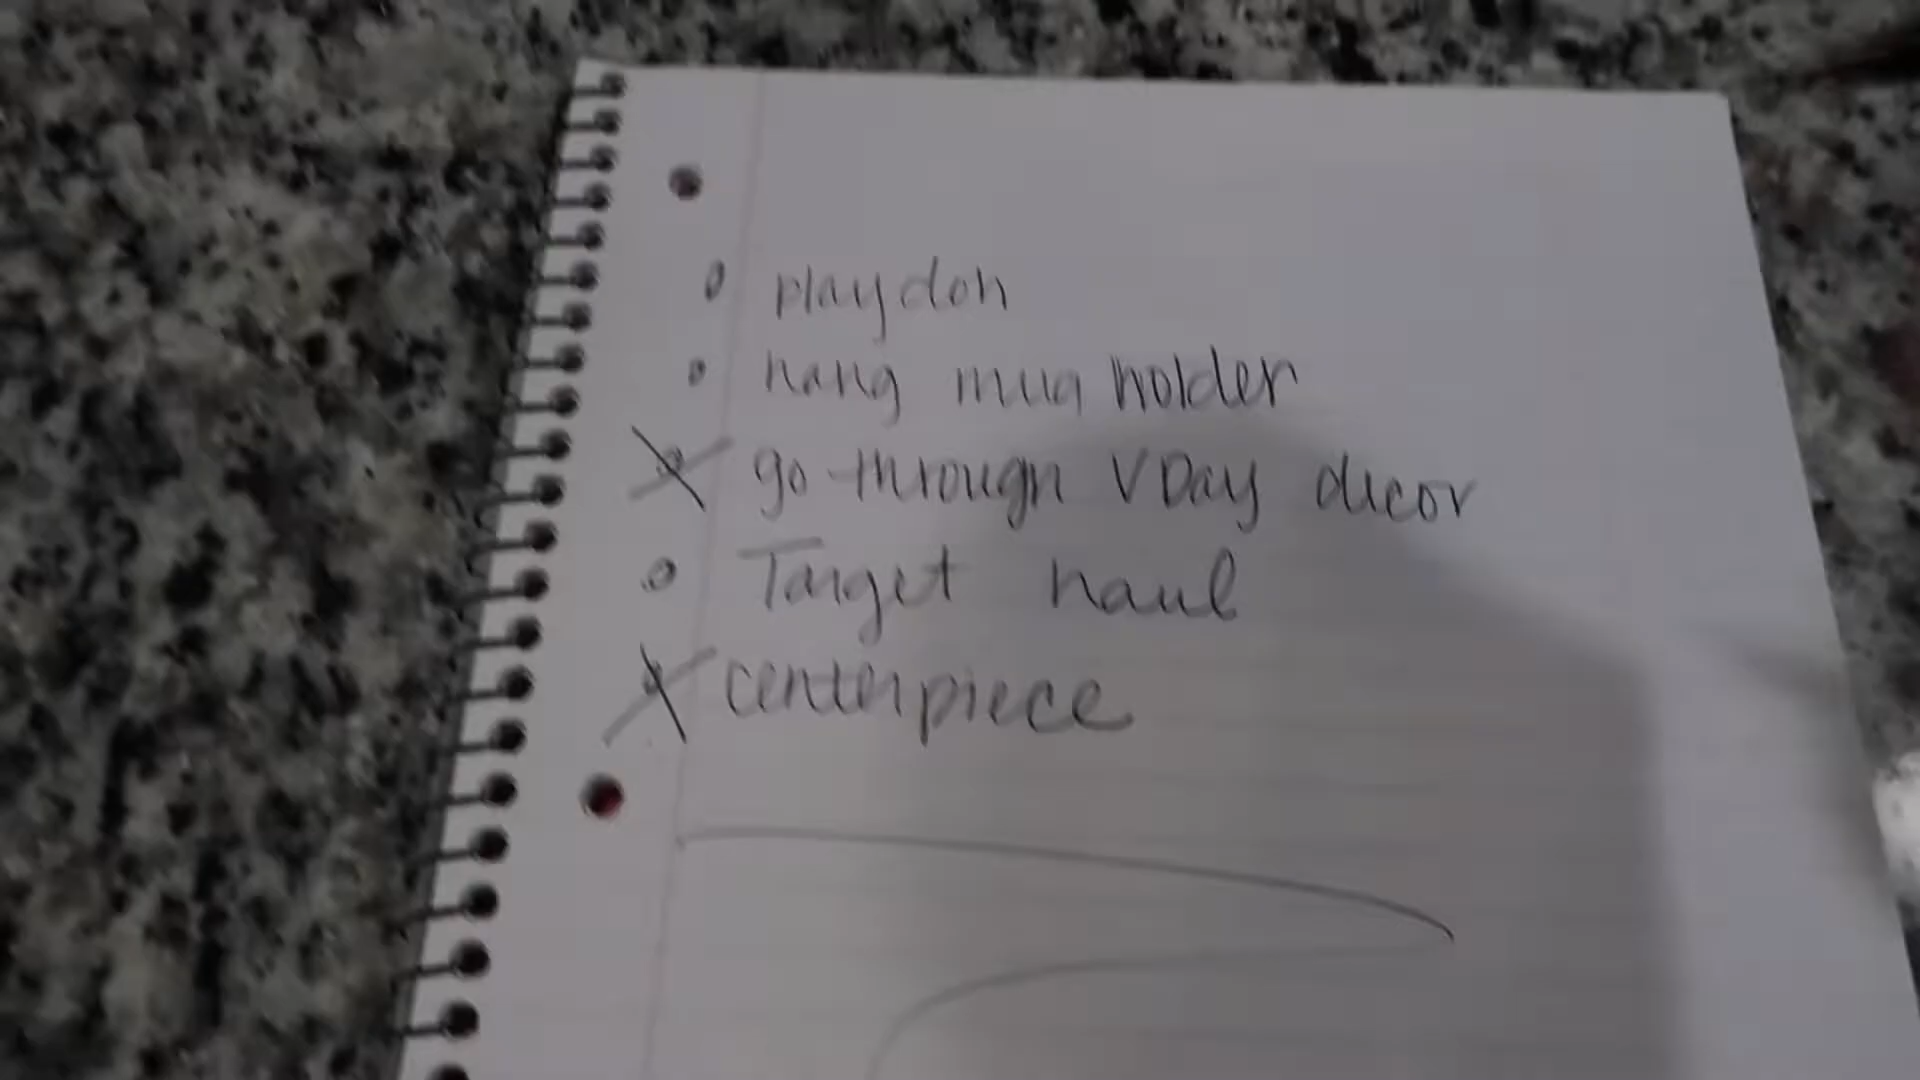 playdoh
hang mug holder
go through VDay decor
Target haul
centerpiece